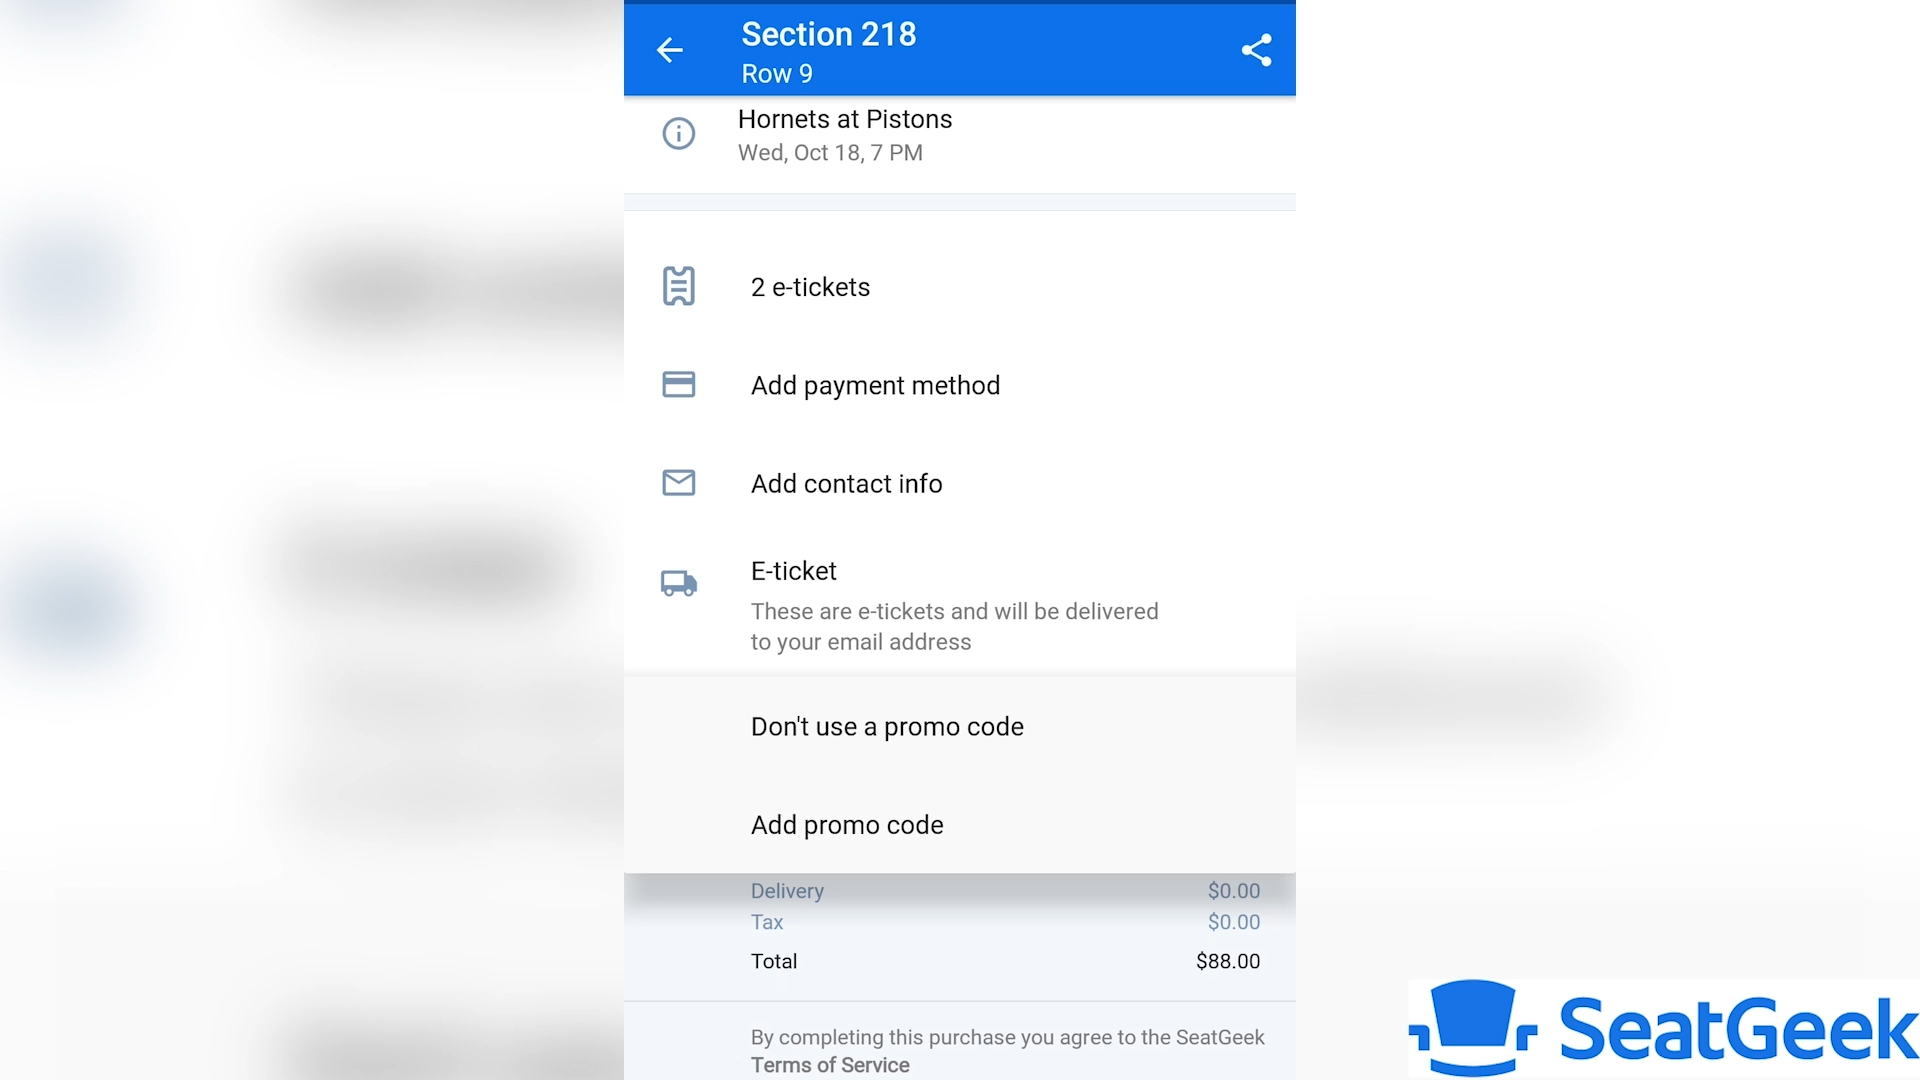 Section 218
Row 9
Hornets at Pistons
Wed, Oct 18, 7 PM
2 e-tickets
Add payment method
Add contact info
E-ticket
These are e-tickets and will be delivered
to your email address
Don't use a promo code
Add promo code
Delivery $0.00
Tax $0.00
Total $88.00
By completing this purchase you agree to the SeatGeek
Terms of Service
SeatGeek